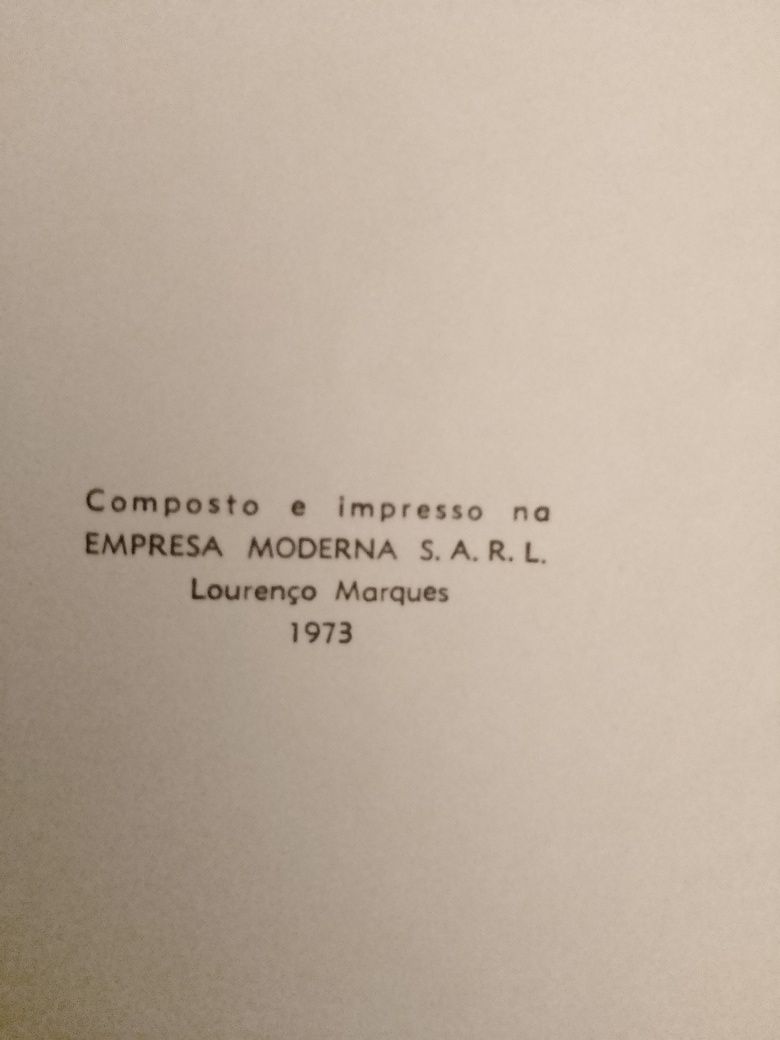 Composto e impresso na
EMPRESA MODERNA S. A. R. L.
Lourenço Marques
1973